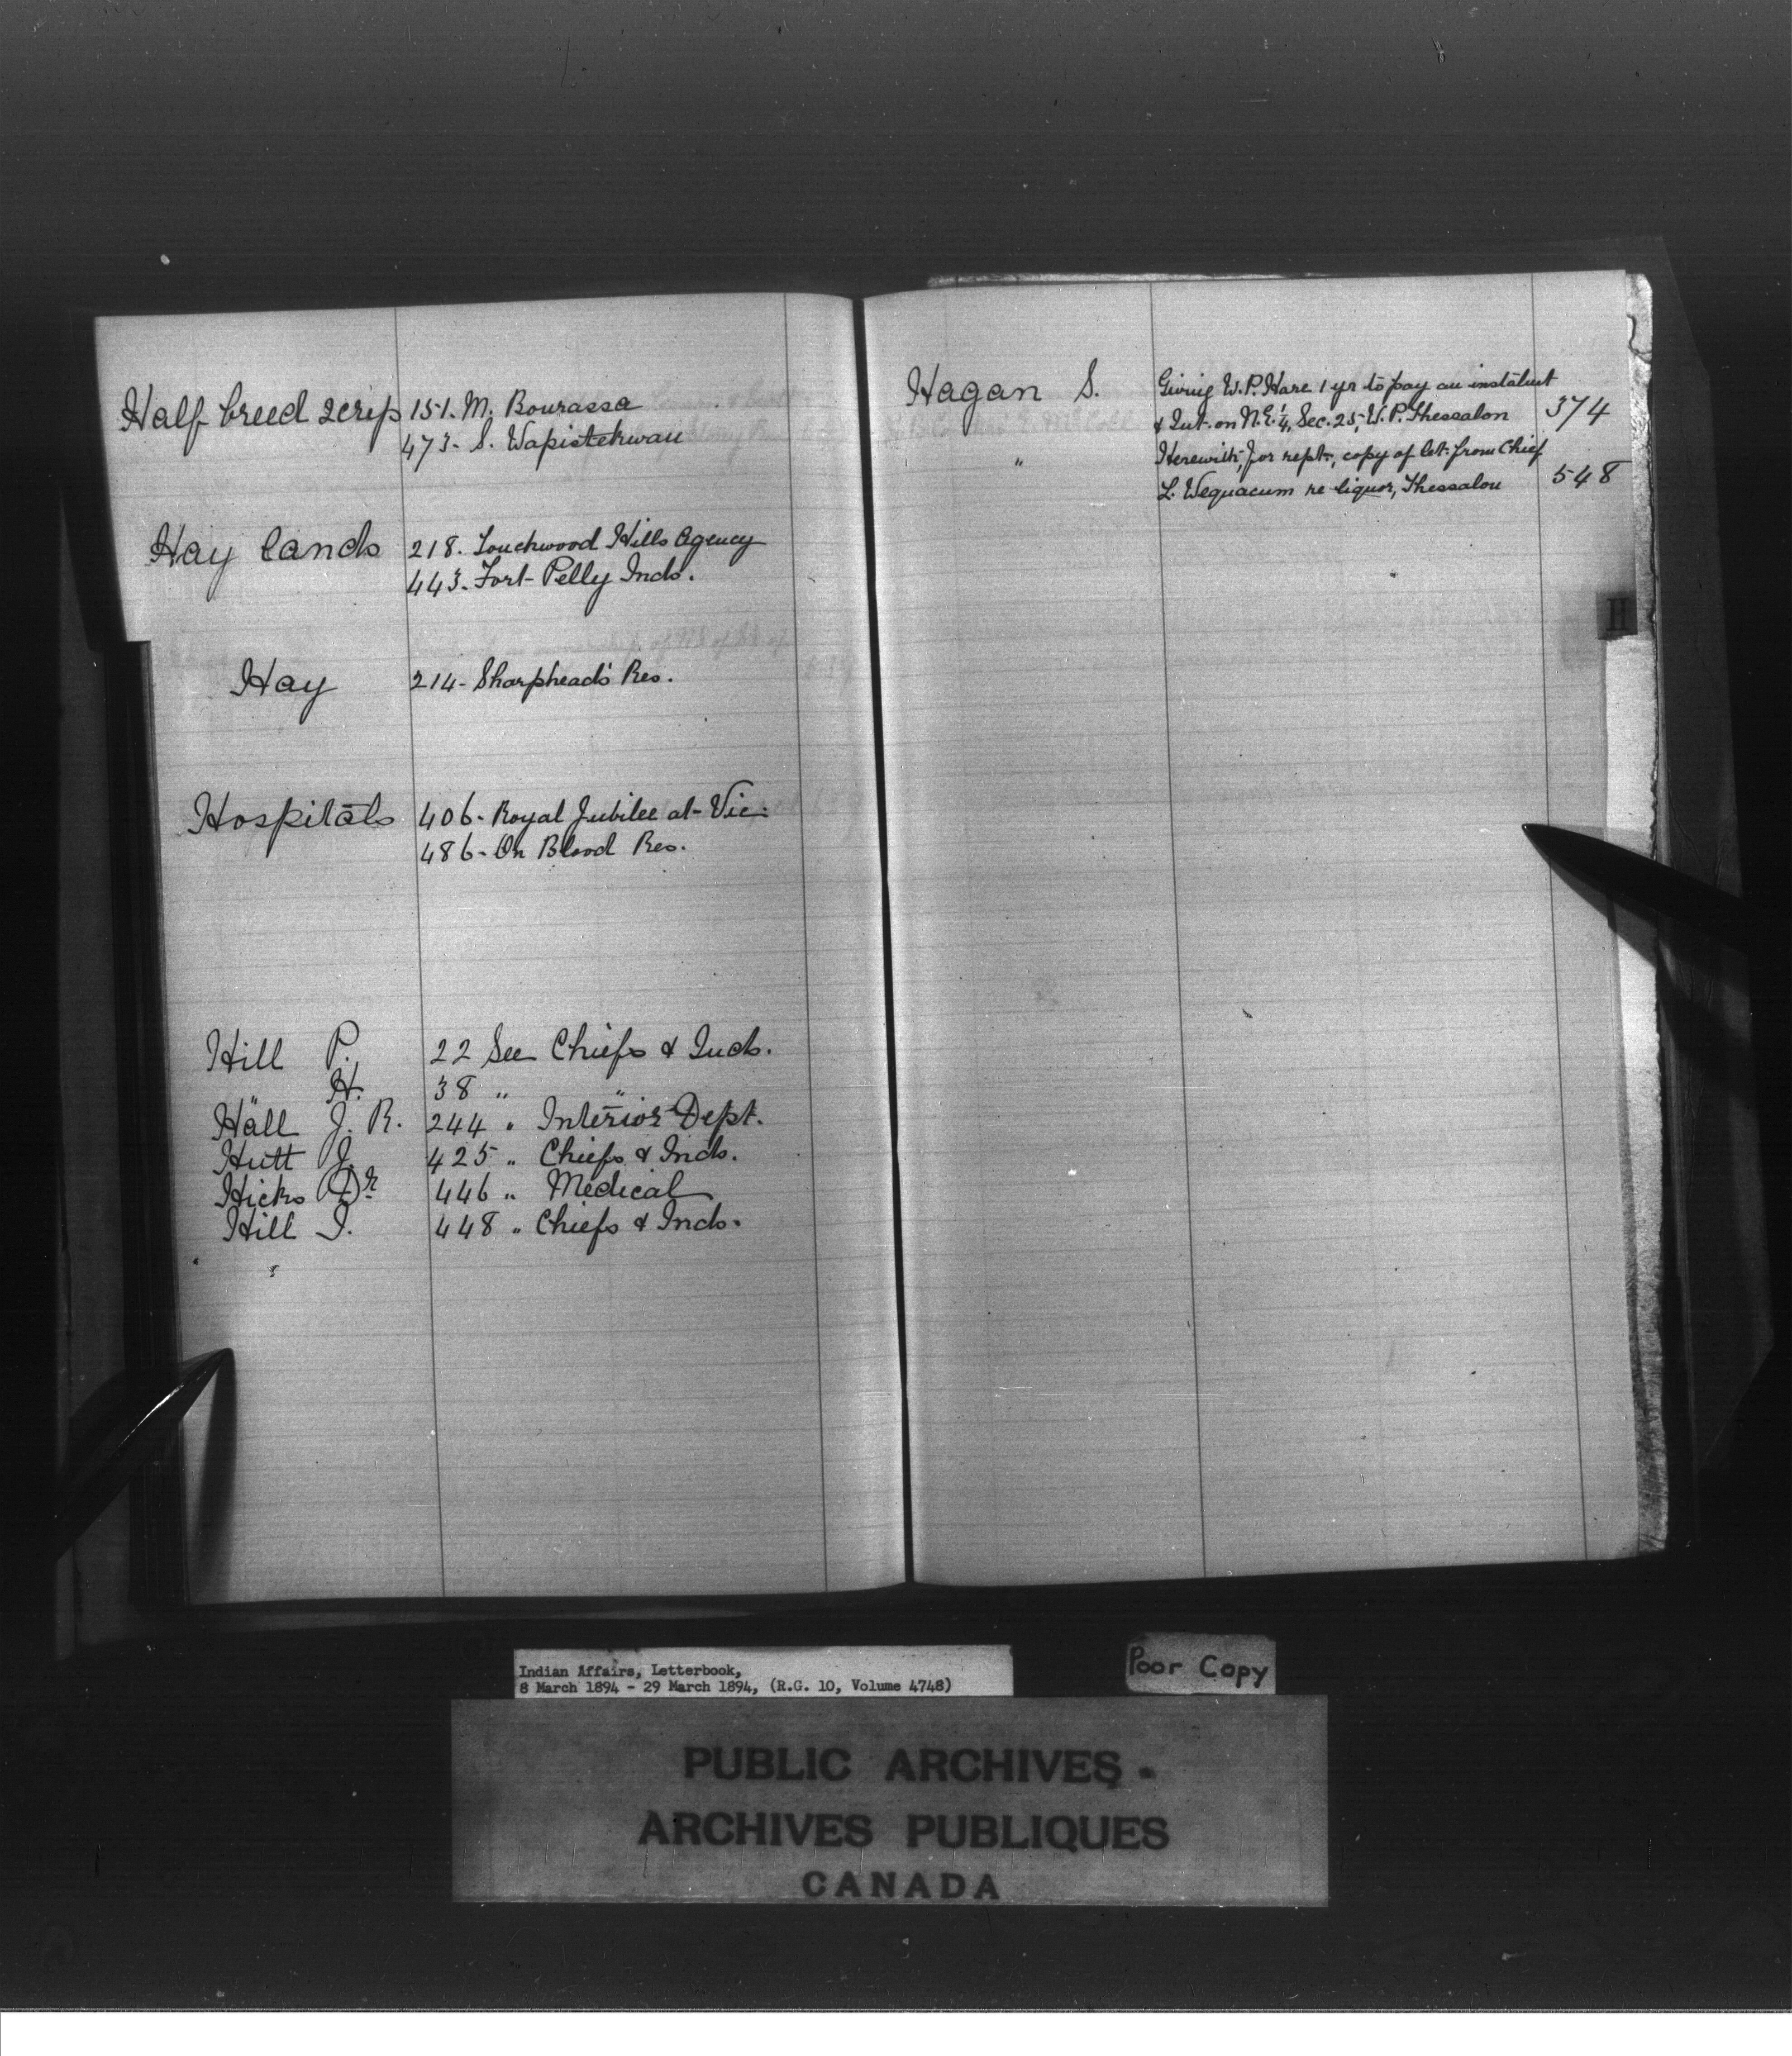 Half breed Scrip 151. M. Bourassa
473. S. Wapistekwau
Hay lands 218. Touchwood Hills Agency
443. Fort Pelly Inds.
Hay 214- Sharphead's Res.
Hospitals 406- Royal Jubilee at Vic.
486- On Blood Res.
Hill P. 22 See Chiefs & Inds.
" H. 38 " "
Hall J. R. 244 " Interior Dept.
Hutt J. 425 " Chiefs & Inds.
Hicks Dr. 446 " Medical
Hill I. 448 " Chiefs & Inds.
Hagan S. Giving W. P. Hare 1 yr to pay an instalmt
& Int. on N.E. 1/4, Sec. 25, W. P. Thessalon 374
" Herewith, for rept., copy of let. from Chief
L. Wequacum re liquor, Thessalon 548
H
Indian Affairs, Letterbook,
8 March 1894 - 29 March 1894, (R.G. 10, Volume 4748)
Poor Copy
PUBLIC ARCHIVES
ARCHIVES PUBLIQUES
CANADA